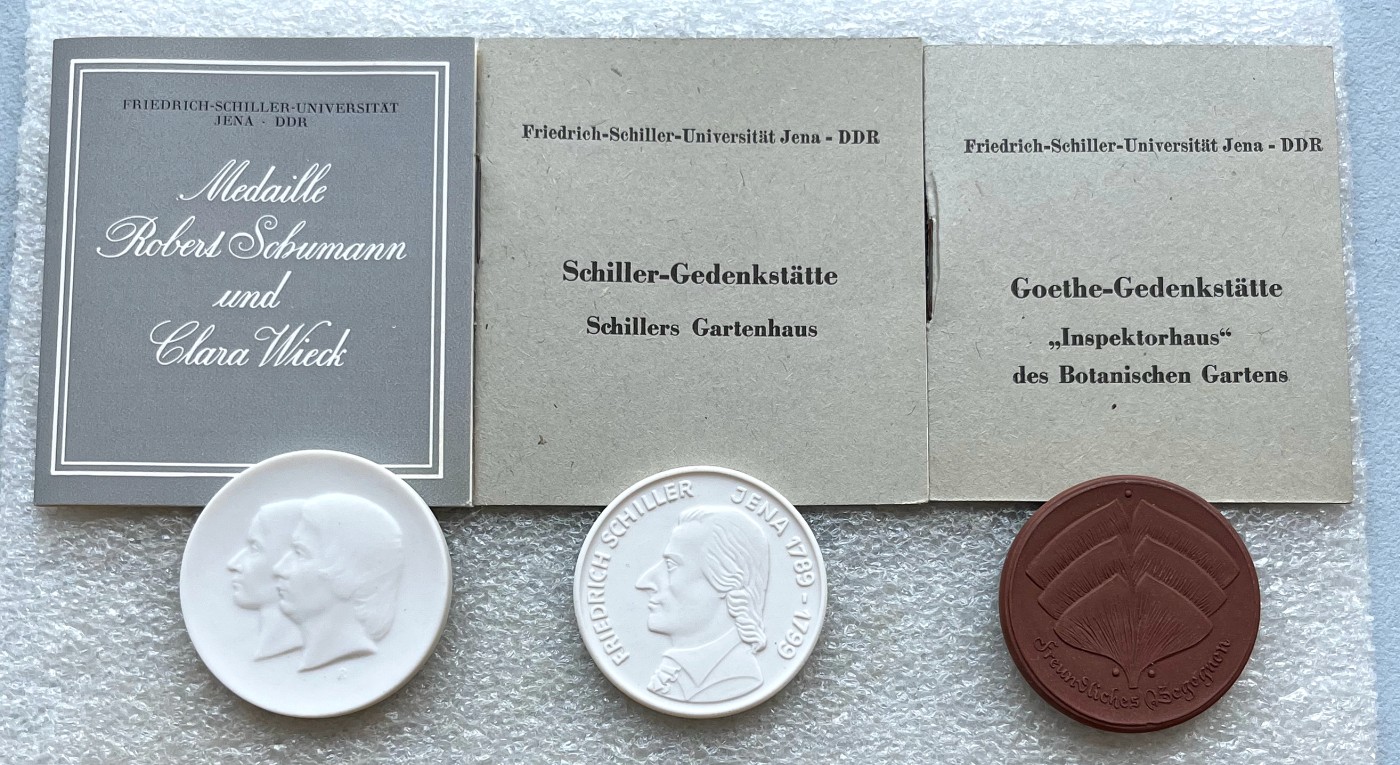 FRIEDRICH-SCHILLER-UNIVERSITÄT
JENA · DDR
Medaille
Robert Schumann
und
Clara Wieck
Friedrich-Schiller-Universität Jena - DDR
Schiller-Gedenkstätte
Schillers Gartenhaus
Friedrich-Schiller-Universität Jena - DDR
Goethe-Gedenkstätte
„Inspektorhaus“
des Botanischen Gartens
FRIEDRICH SCHILLER JENA 1789 - 1799
Freundliches Begegnen